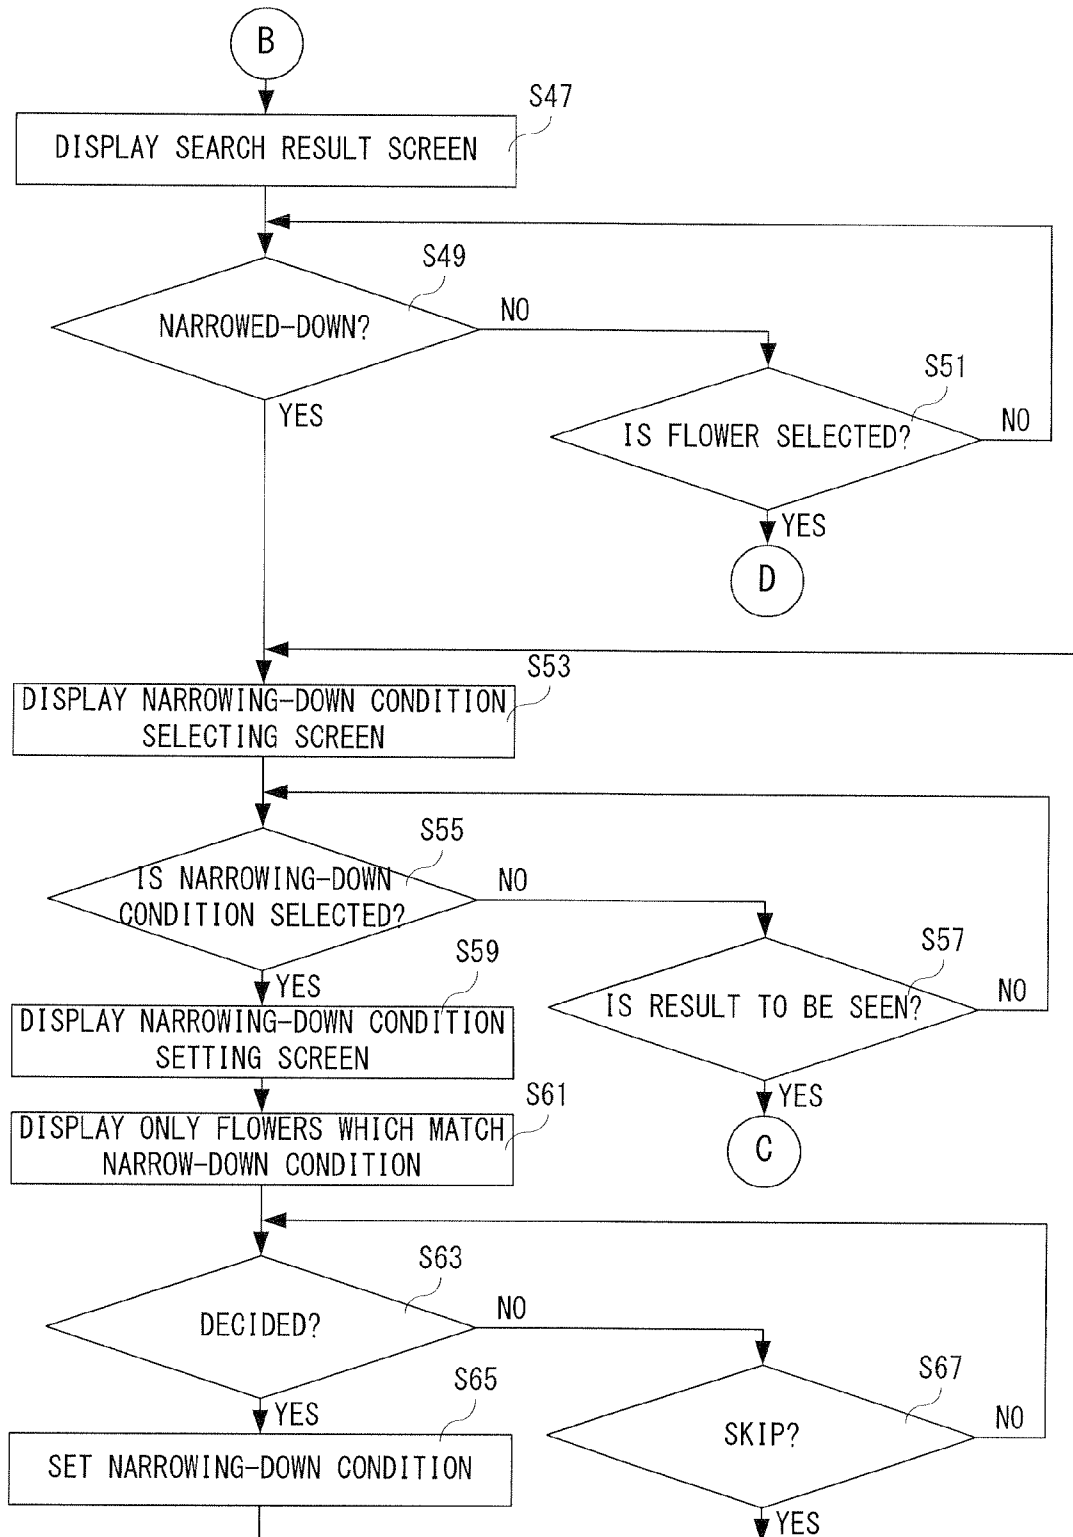 B
S47
DISPLAY SEARCH RESULT SCREEN
S49
NARROWED-DOWN?
NO
YES
S51
IS FLOWER SELECTED?
NO
YES
D
S53
DISPLAY NARROWING-DOWN CONDITION
SELECTING SCREEN
S55
IS NARROWING-DOWN
CONDITION SELECTED?
NO
YES
S57
IS RESULT TO BE SEEN?
NO
YES
C
S59
DISPLAY NARROWING-DOWN CONDITION
SETTING SCREEN
S61
DISPLAY ONLY FLOWERS WHICH MATCH
NARROW-DOWN CONDITION
S63
DECIDED?
NO
YES
S65
SET NARROWING-DOWN CONDITION
S67
SKIP?
NO
YES